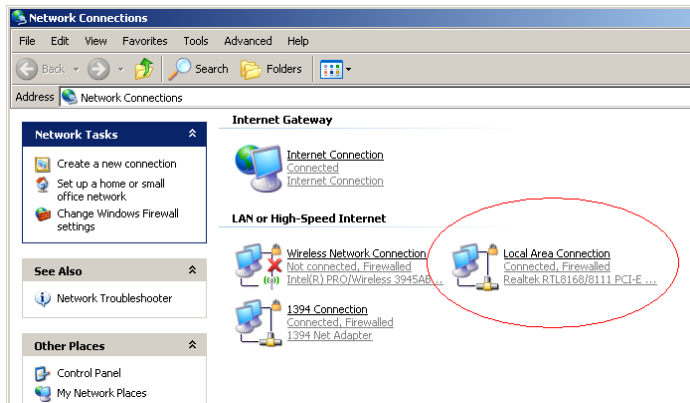 Network Connections
File Edit View Favorites Tools Advanced Help
Back Search Folders
Address Network Connections
Network Tasks
Create a new connection
Set up a home or small
office network
Change Windows Firewall
settings
See Also
Network Troubleshooter
Other Places
Control Panel
My Network Places
Internet Gateway
Internet Connection
Connected
Internet Connection
LAN or High-Speed Internet
Wireless Network Connection
Not connected, Firewalled
Intel(R) PRO/Wireless 3945AB...
Local Area Connection
Connected, Firewalled
Realtek RTL8168/8111 PCI-E ...
1394 Connection
Connected, Firewalled
1394 Net Adapter